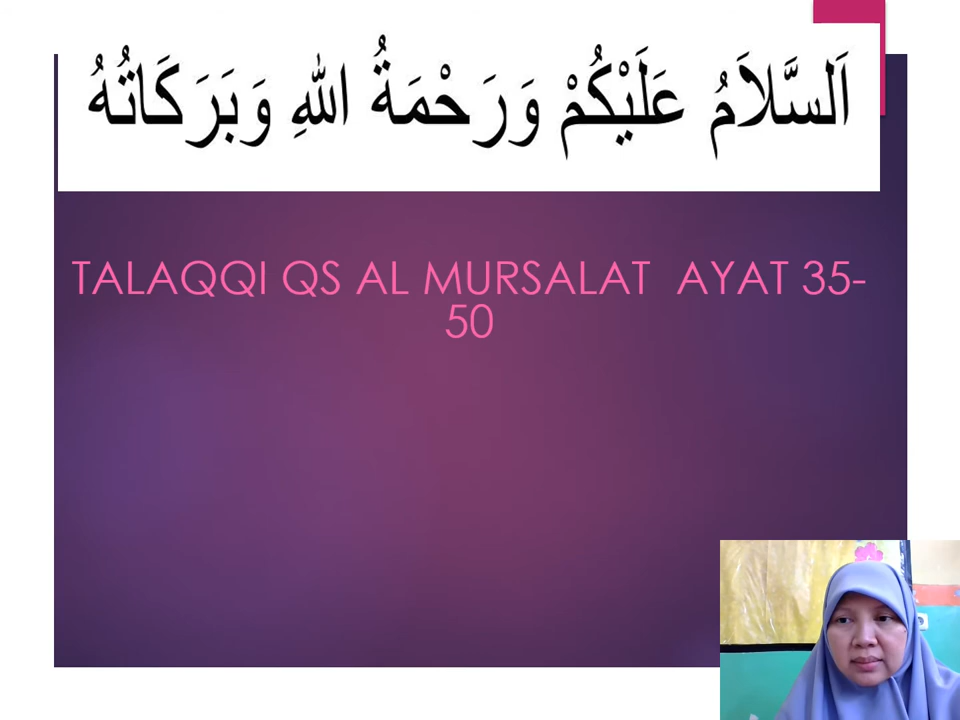 اَلسَّلاَمُ عَلَيْكُمْ وَرَحْمَةُ اللهِ وَبَرَكَاتُهُ
TALAQQI QS AL MURSALAT AYAT 35-
50